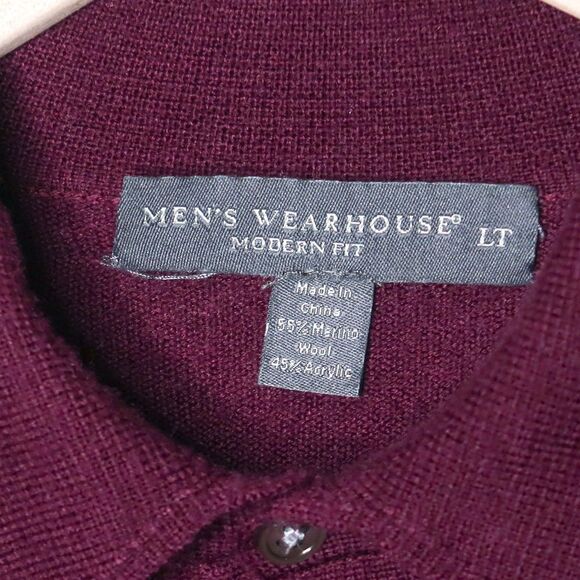 MEN'S WEARHOUSE® LT
MODERN FIT
Made In
China
55% Merino
Wool
45% Acrylic